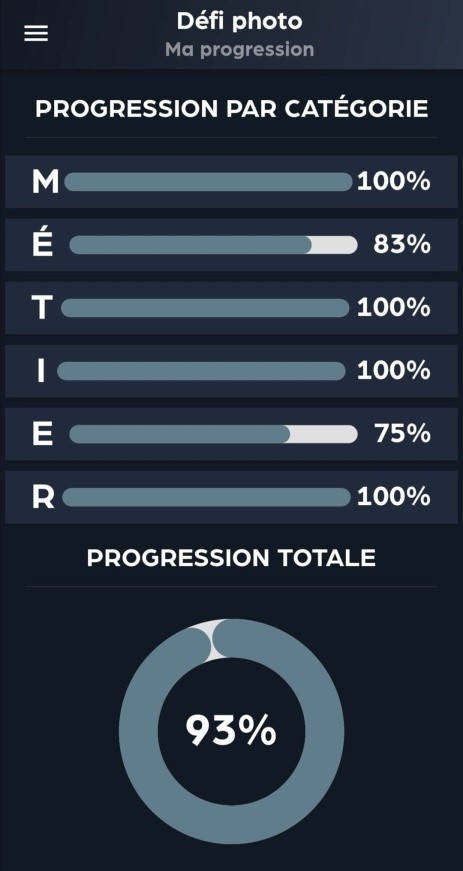 Défi photo
Ma progression
PROGRESSION PAR CATÉGORIE
M 100%
É 83%
T 100%
I 100%
E 75%
R 100%
PROGRESSION TOTALE
93%